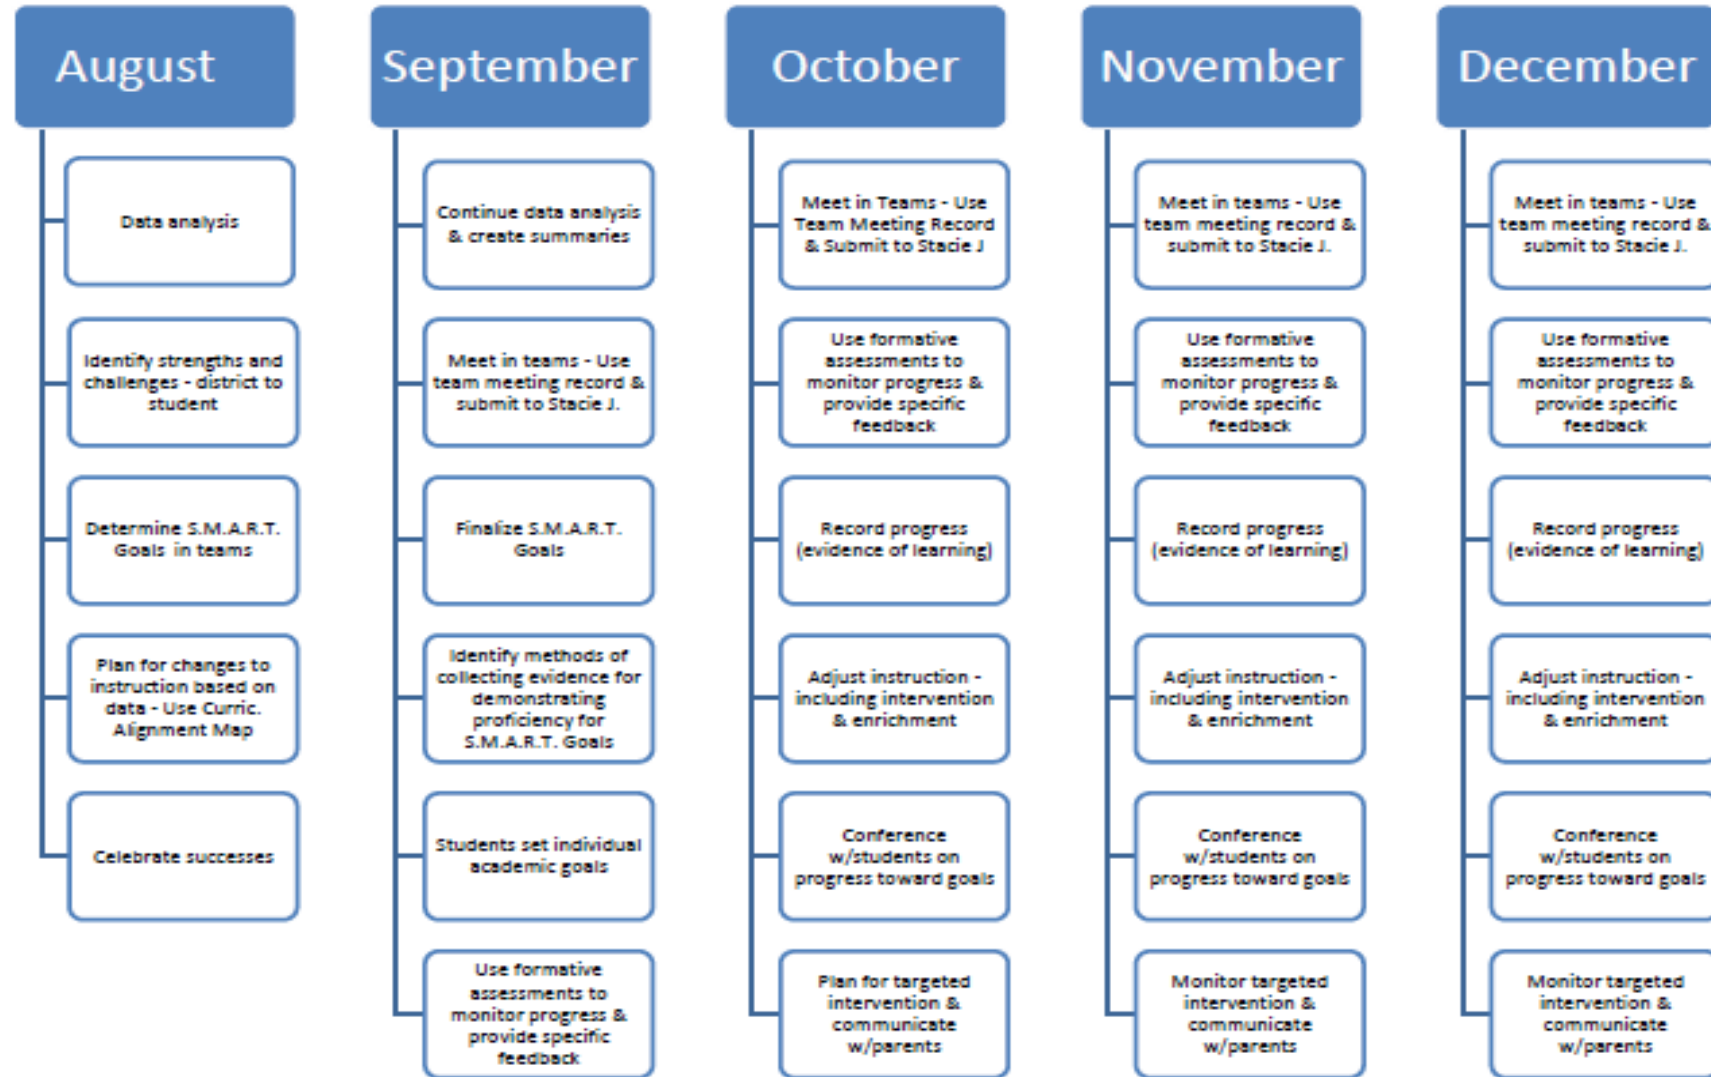 August
Data analysis
Identify strengths and
challenges - district to
student
Determine S.M.A.R.T.
Goals in teams
Plan for changes to
instruction based on
data - Use Curric.
Alignment Map
Celebrate successes
September
Continue data analysis
& create summaries
Meet in teams - Use
team meeting record &
submit to Stacie J.
Finalize S.M.A.R.T.
Goals
Identify methods of
collecting evidence for
demonstrating
proficiency for
S.M.A.R.T. Goals
Students set individual
academic goals
Use formative
assessments to
monitor progress &
provide specific
feedback
October
Meet in Teams - Use
Team Meeting Record
& Submit to Stacie J
Use formative
assessments to
monitor progress &
provide specific
feedback
Record progress
(evidence of learning)
Adjust instruction -
including intervention
& enrichment
Conference
w/students on
progress toward goals
Plan for targeted
intervention &
communicate
w/parents
November
Meet in teams - Use
team meeting record &
submit to Stacie J.
Use formative
assessments to
monitor progress &
provide specific
feedback
Record progress
(evidence of learning)
Adjust instruction -
including intervention
& enrichment
Conference
w/students on
progress toward goals
Monitor targeted
intervention &
communicate
w/parents
December
Meet in teams - Use
team meeting record &
submit to Stacie J.
Use formative
assessments to
monitor progress &
provide specific
feedback
Record progress
(evidence of learning)
Adjust instruction -
including intervention
& enrichment
Conference
w/students on
progress toward goals
Monitor targeted
intervention &
communicate
w/parents